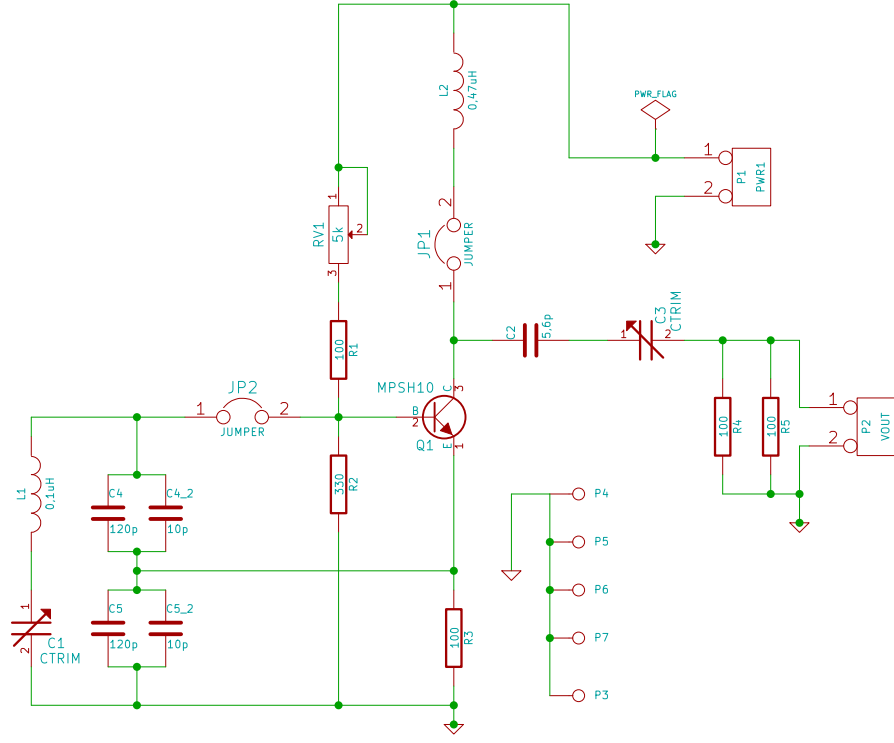 L2
0,47uH
PWR_FLAG
1
2
P1
PWR1
1
RV1
5k
2
3
2
JP1
JUMPER
1
100
R1
C2
5,6p
1
C3
CTRIM
2
JP2
1
2
JUMPER
MPSH10
C
3
B
2
E
1
Q1
100
R4
100
R5
1
2
P2
VOUT
L1
0,1uH
C4
120p
C4_2
10p
330
R2
P4
P5
P6
P7
P3
1
2
C1
CTRIM
C5
120p
C5_2
10p
100
R3